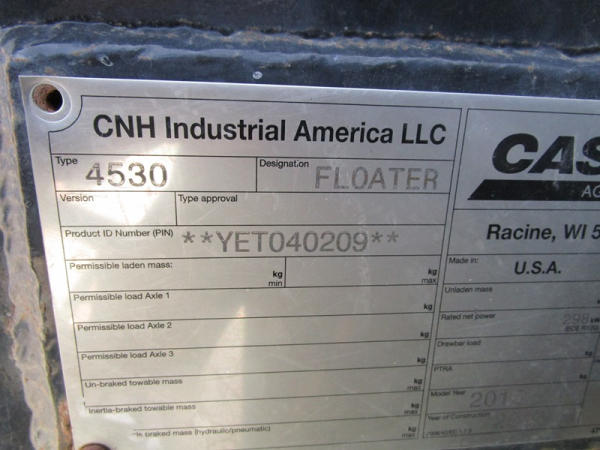 CNH Industrial America LLC
Type 4530 Designation FLOATER
Version Type approval
Product ID Number (PIN) **YET040209**
Permissible laden mass: kg min kg max
Permissible load Axle 1 kg
Permissible load Axle 2 kg
Permissible load Axle 3 kg
Un-braked towable mass kg max
Inertia-braked towable mass kg max
braked mass (hydraulic/pneumatic) kg
CAS
AG
Racine, WI 5
Made in: U.S.A.
Unladen mass
Rated net power 298
Drawbar load
PTRA
Model Year 201
Year of Construction